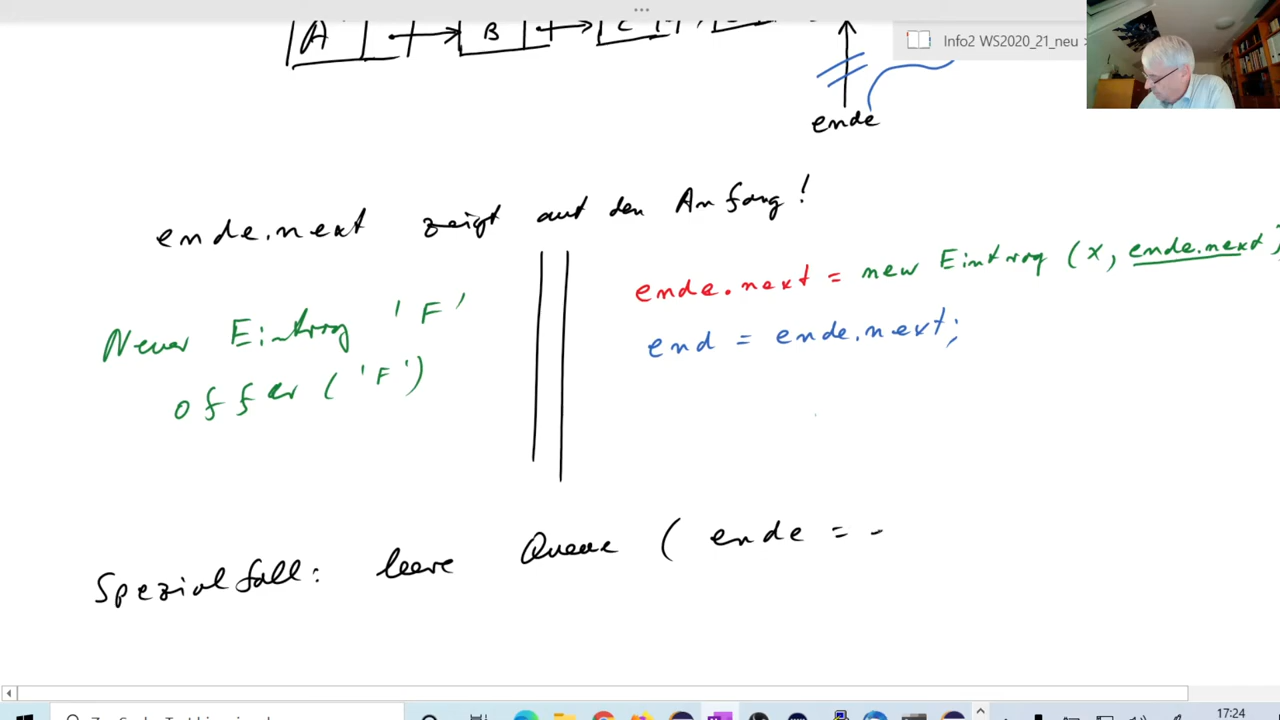 A B C
Info2 WS2020_21_neu >
ende
ende.next zeigt auf den Anfang!
ende.next = new Eintrag (x, ende.next)
end = ende.next;
Neuer Eintrag 'F'
offer ('F')
Spezialfall: leere Queue ( ende = -
17:24